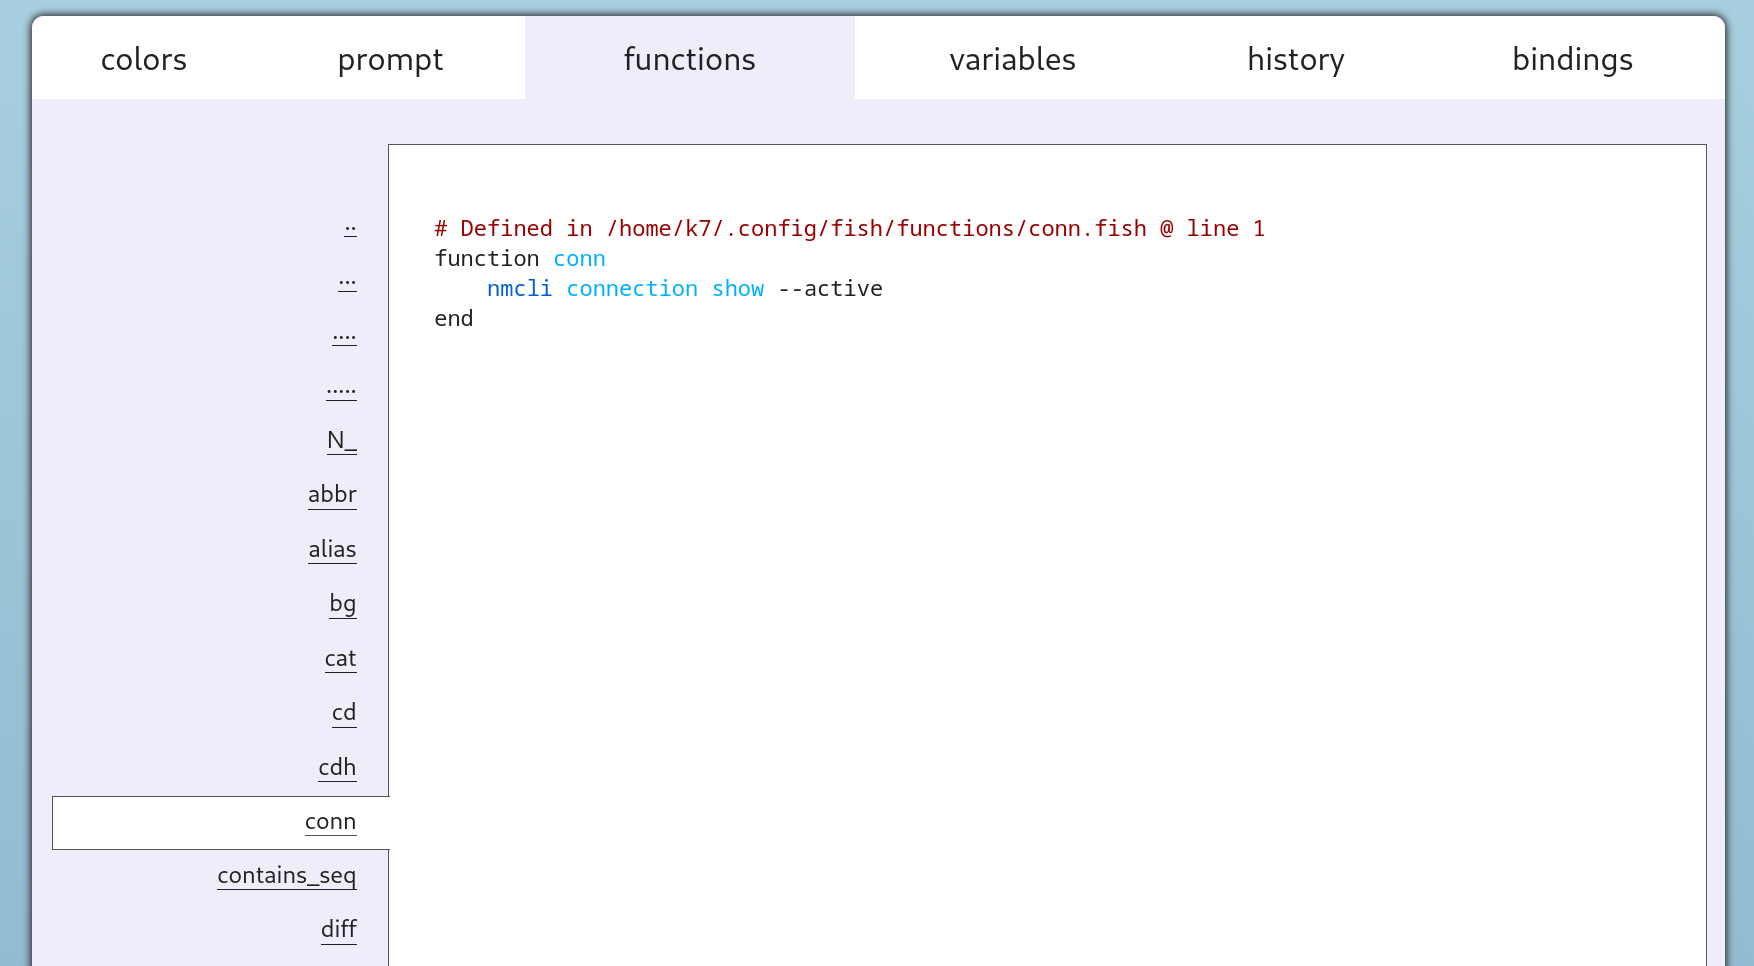 colors prompt functions variables history bindings
..
...
....
.....
N_
abbr
alias
bg
cat
cd
cdh
conn
contains_seq
diff
# Defined in /home/k7/.config/fish/functions/conn.fish @ line 1
function conn
    nmcli connection show --active
end